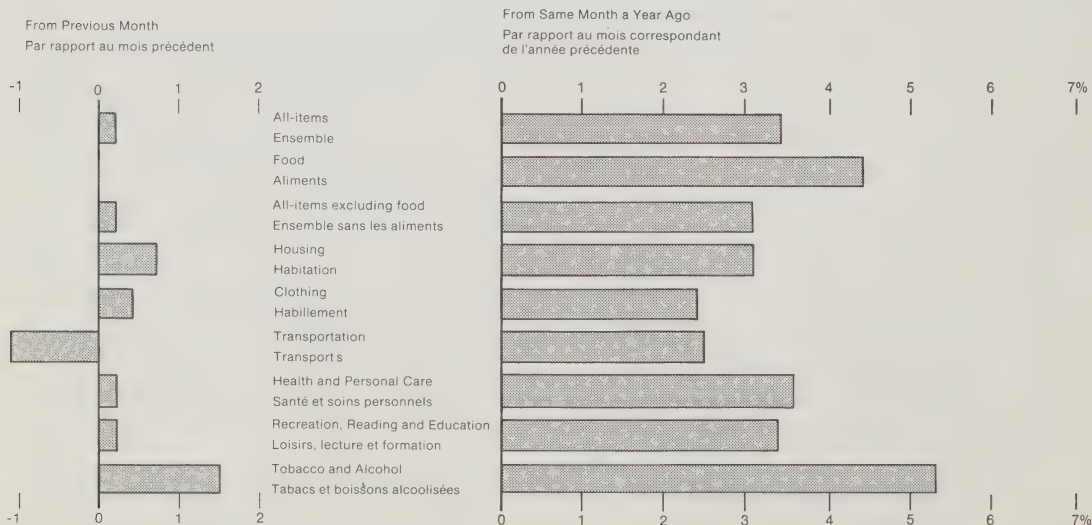 From Previous Month
Par rapport au mois précédent
From Same Month a Year Ago
Par rapport au mois correspondant
de l'année précédente
-1 0 1 2
0 1 2 3 4 5 6 7%
All-items
Ensemble
Food
Aliments
All-items excluding food
Ensemble sans les aliments
Housing
Habitation
Clothing
Habillement
Transportation
Transports
Health and Personal Care
Santé et soins personnels
Recreation, Reading and Education
Loisirs, lecture et formation
Tobacco and Alcohol
Tabacs et boissons alcoolisées
-1 0 1 2
0 1 2 3 4 5 6 7%